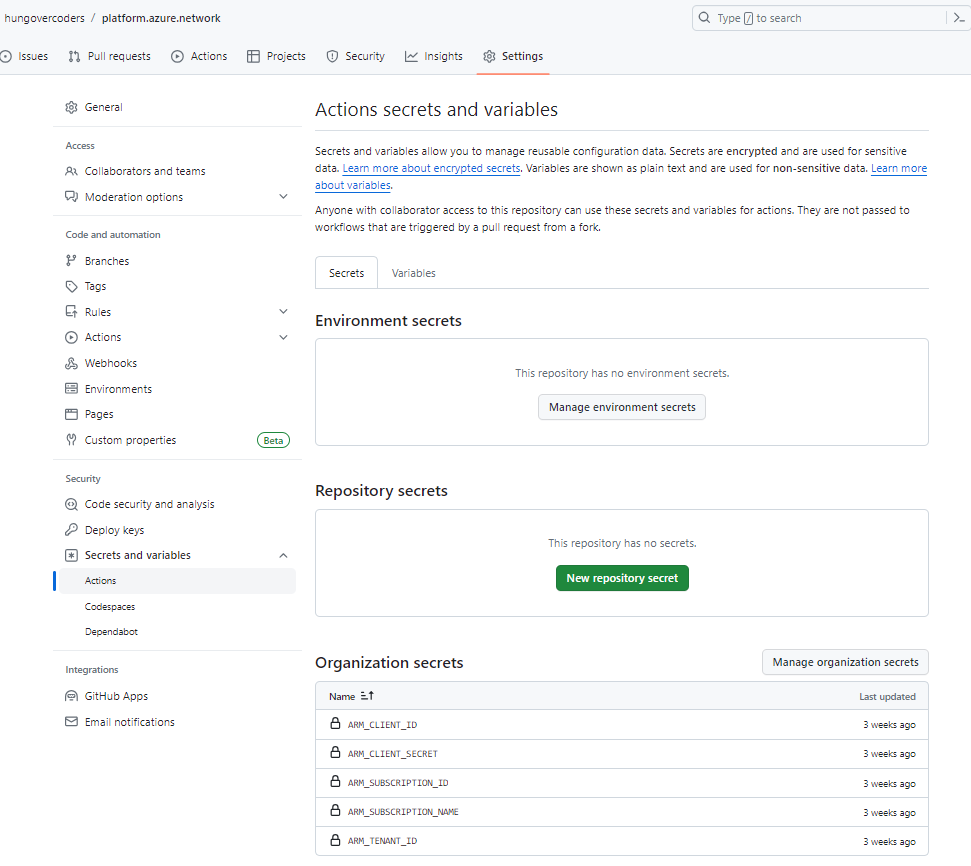 hungovercoders / platform.azure.network
Type / to search
Issues Pull requests Actions Projects Security Insights Settings
General
Access
Collaborators and teams
Moderation options
Code and automation
Branches
Tags
Rules
Actions
Webhooks
Environments
Pages
Custom properties Beta
Security
Code security and analysis
Deploy keys
Secrets and variables
Actions
Codespaces
Dependabot
Integrations
GitHub Apps
Email notifications
Actions secrets and variables
Secrets and variables allow you to manage reusable configuration data. Secrets are encrypted and are used for sensitive
data. Learn more about encrypted secrets. Variables are shown as plain text and are used for non-sensitive data. Learn more
about variables.
Anyone with collaborator access to this repository can use these secrets and variables for actions. They are not passed to
workflows that are triggered by a pull request from a fork.
Secrets Variables
Environment secrets
This repository has no environment secrets.
Manage environment secrets
Repository secrets
This repository has no secrets.
New repository secret
Organization secrets Manage organization secrets
Name Last updated
ARM_CLIENT_ID 3 weeks ago
ARM_CLIENT_SECRET 3 weeks ago
ARM_SUBSCRIPTION_ID 3 weeks ago
ARM_SUBSCRIPTION_NAME 3 weeks ago
ARM_TENANT_ID 3 weeks ago